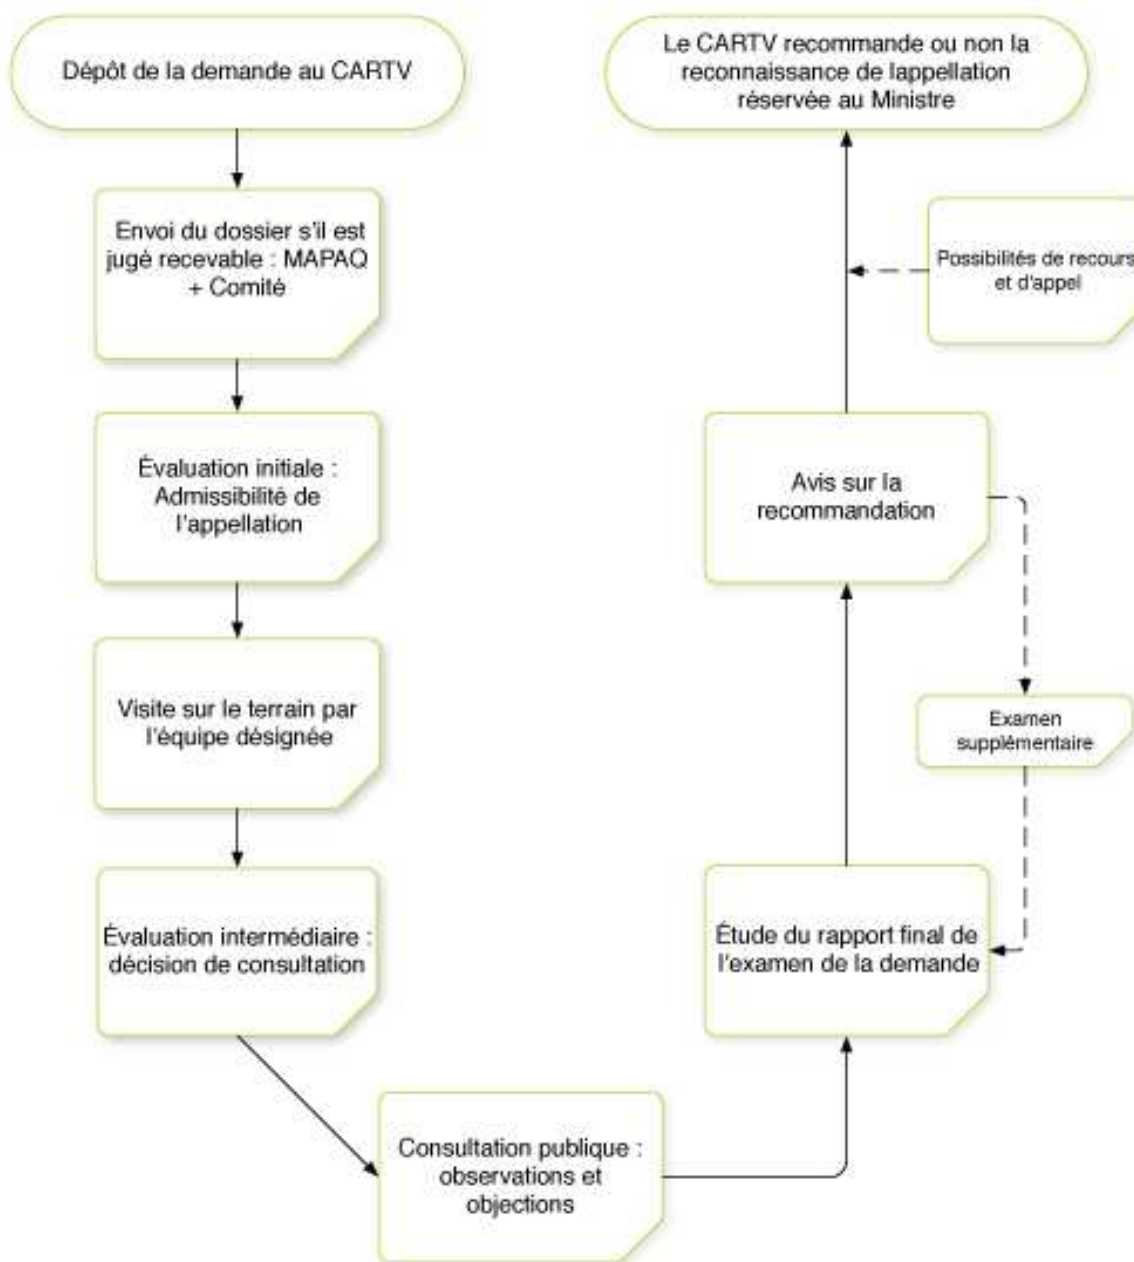 Dépôt de la demande au CARTV
Envoi du dossier s'il est
jugé recevable : MAPAQ
+ Comité
Évaluation initiale :
Admissibilité de
l'appellation
Visite sur le terrain par
l'équipe désignée
Évaluation intermédiaire :
décision de consultation
Consultation publique :
observations et
objections
Étude du rapport final de
l'examen de la demande
Examen
supplémentaire
Avis sur la
recommandation
Possibilités de recours
et d'appel
Le CARTV recommande ou non la
reconnaissance de lappellation
réservée au Ministre